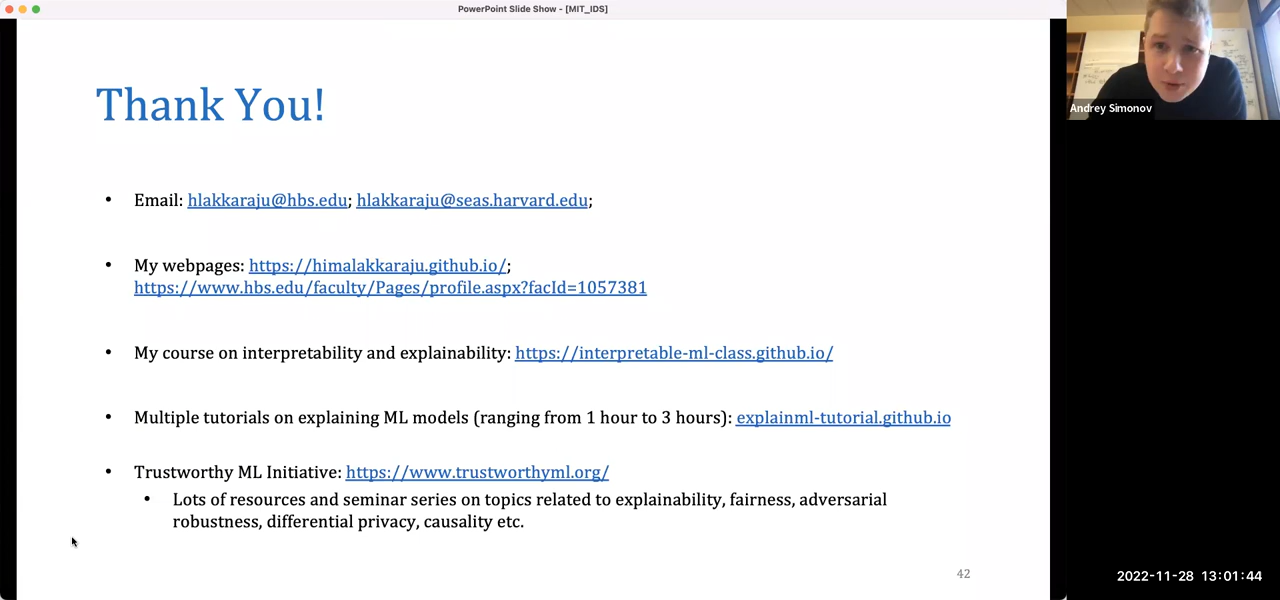 PowerPoint Slide Show - [MIT_IDS]
Thank You!
• Email: hlakkaraju@hbs.edu; hlakkaraju@seas.harvard.edu;
• My webpages: https://himalakkaraju.github.io/;
https://www.hbs.edu/faculty/Pages/profile.aspx?facId=1057381
• My course on interpretability and explainability: https://interpretable-ml-class.github.io/
• Multiple tutorials on explaining ML models (ranging from 1 hour to 3 hours): explainml-tutorial.github.io
• Trustworthy ML Initiative: https://www.trustworthyml.org/
• Lots of resources and seminar series on topics related to explainability, fairness, adversarial
robustness, differential privacy, causality etc.
42
Andrey Simonov
2022-11-28 13:01:44